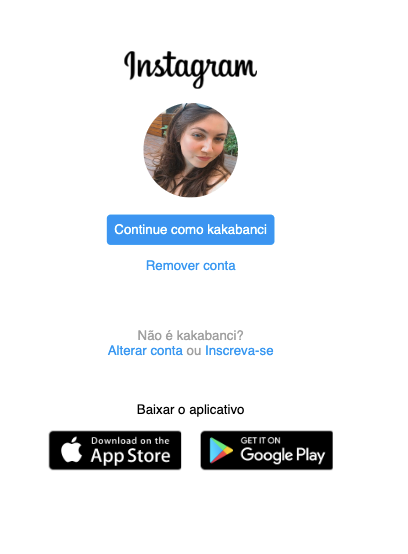 Instagram
Continue como kakabanci
Remover conta
Não é kakabanci?
Alterar conta ou Inscreva-se
Baixar o aplicativo
Download on the
App Store
GET IT ON
Google Play